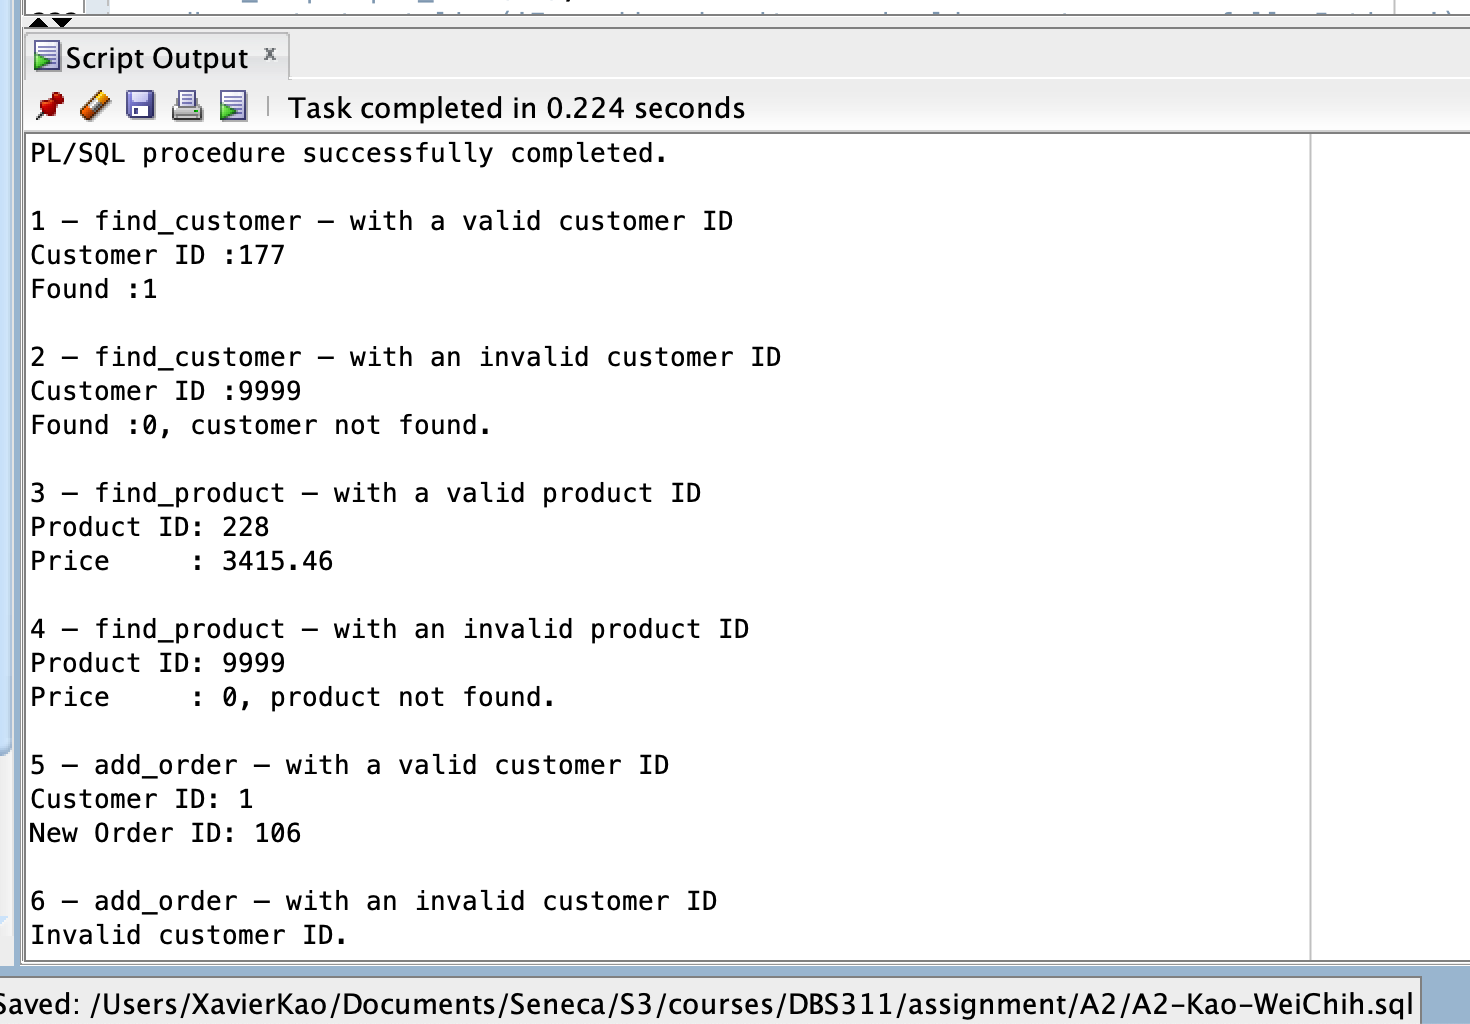 Script Output
Task completed in 0.224 seconds
PL/SQL procedure successfully completed.
1 – find_customer – with a valid customer ID
Customer ID :177
Found :1
2 – find_customer – with an invalid customer ID
Customer ID :9999
Found :0, customer not found.
3 – find_product – with a valid product ID
Product ID: 228
Price     : 3415.46
4 – find_product – with an invalid product ID
Product ID: 9999
Price     : 0, product not found.
5 – add_order – with a valid customer ID
Customer ID: 1
New Order ID: 106
6 – add_order – with an invalid customer ID
Invalid customer ID.
Saved: /Users/XavierKao/Documents/Seneca/S3/courses/DBS311/assignment/A2/A2-Kao-WeiChih.sql